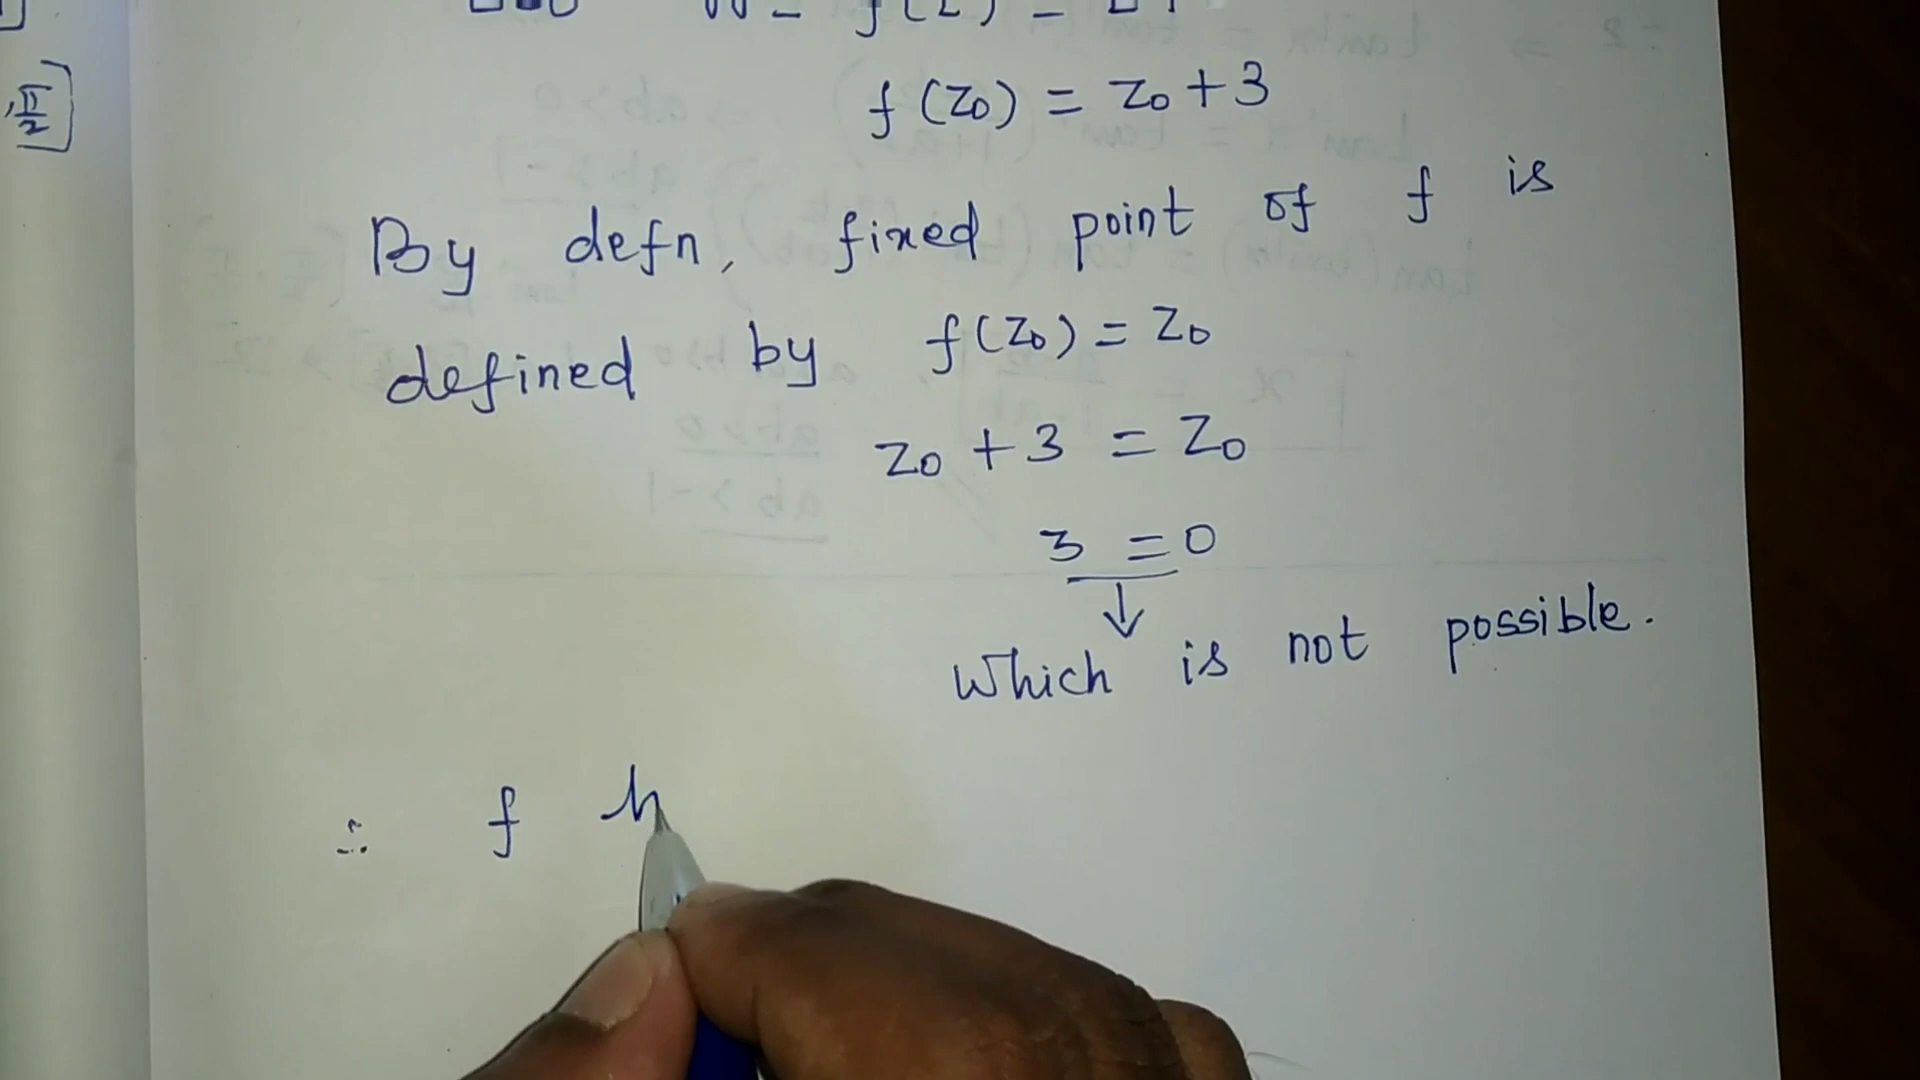 f(z0) = z0+3
By defn, fixed point of f is
defined by f(z0) = z0
z0 + 3 = z0
3 = 0
↓
Which is not possible.
∴ f h
, π/2]